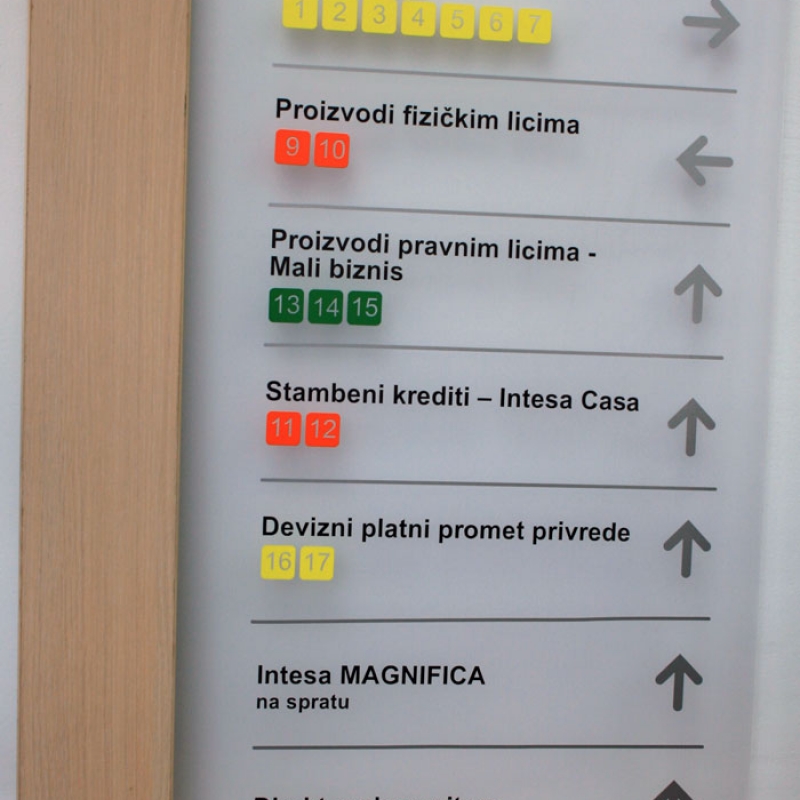 1 2 3 4 5 6 7
Proizvodi fizičkim licima
9 10
Proizvodi pravnim licima -
Mali biznis
13 14 15
Stambeni krediti – Intesa Casa
11 12
Devizni platni promet privrede
16 17
Intesa MAGNIFICA
na spratu